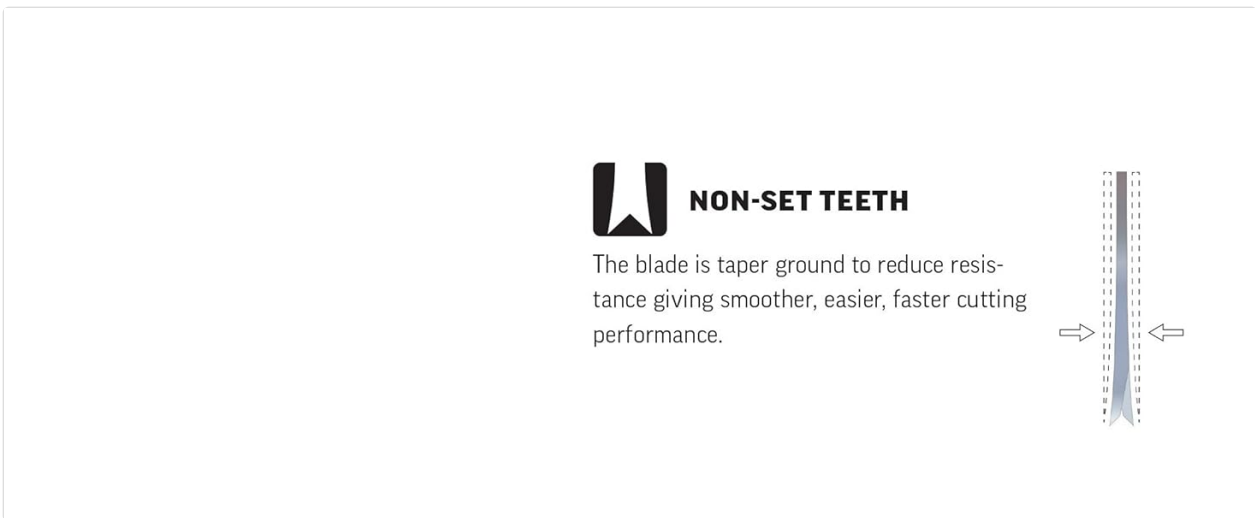 NON-SET TEETH
The blade is taper ground to reduce resis-
tance giving smoother, easier, faster cutting
performance.